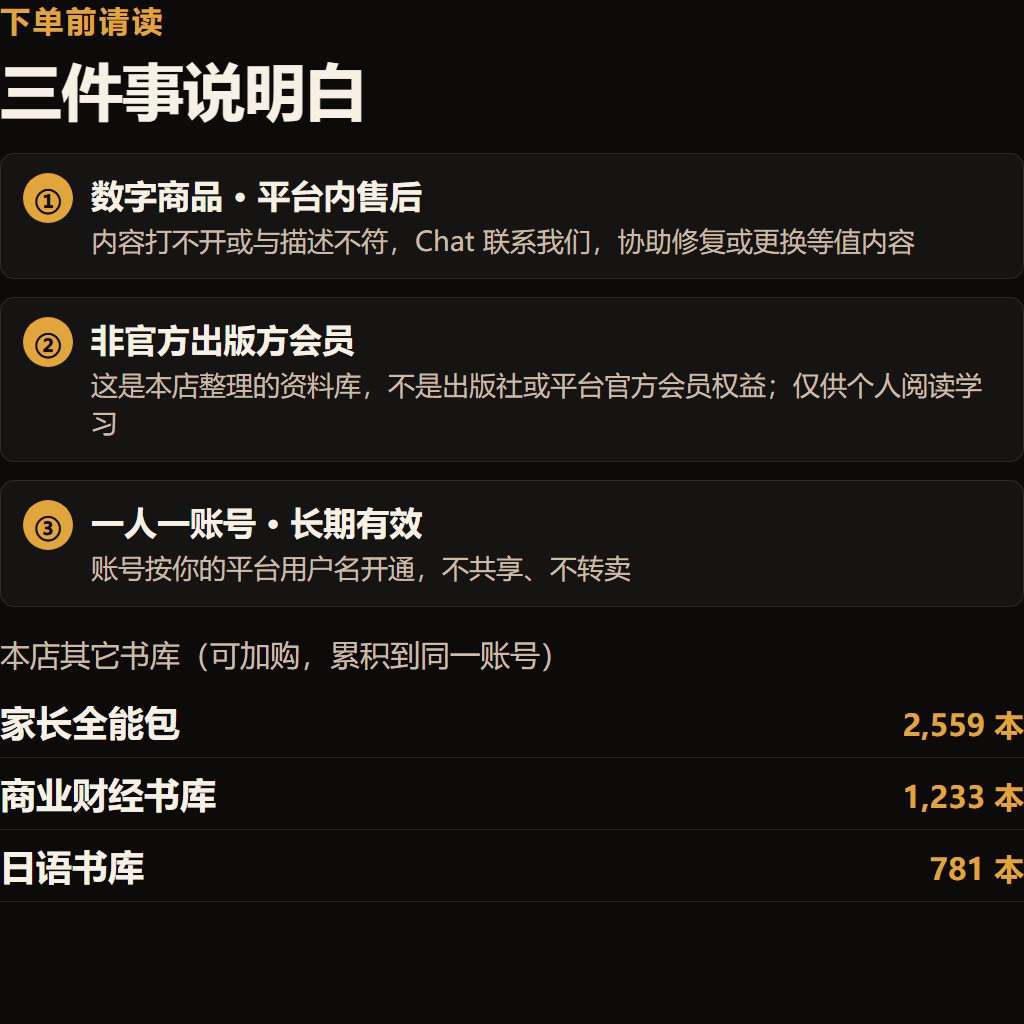 下单前请读
三件事说明白
① 数字商品·平台内售后
内容打不开或与描述不符，Chat 联系我们，协助修复或更换等值内容
② 非官方出版方会员
这是本店整理的资料库，不是出版社或平台官方会员权益；仅供个人阅读学
习
③ 一人一账号·长期有效
账号按你的平台用户名开通，不共享、不转卖
本店其它书库（可加购，累积到同一账号）
家长全能包 2,559 本
商业财经书库 1,233 本
日语书库 781 本